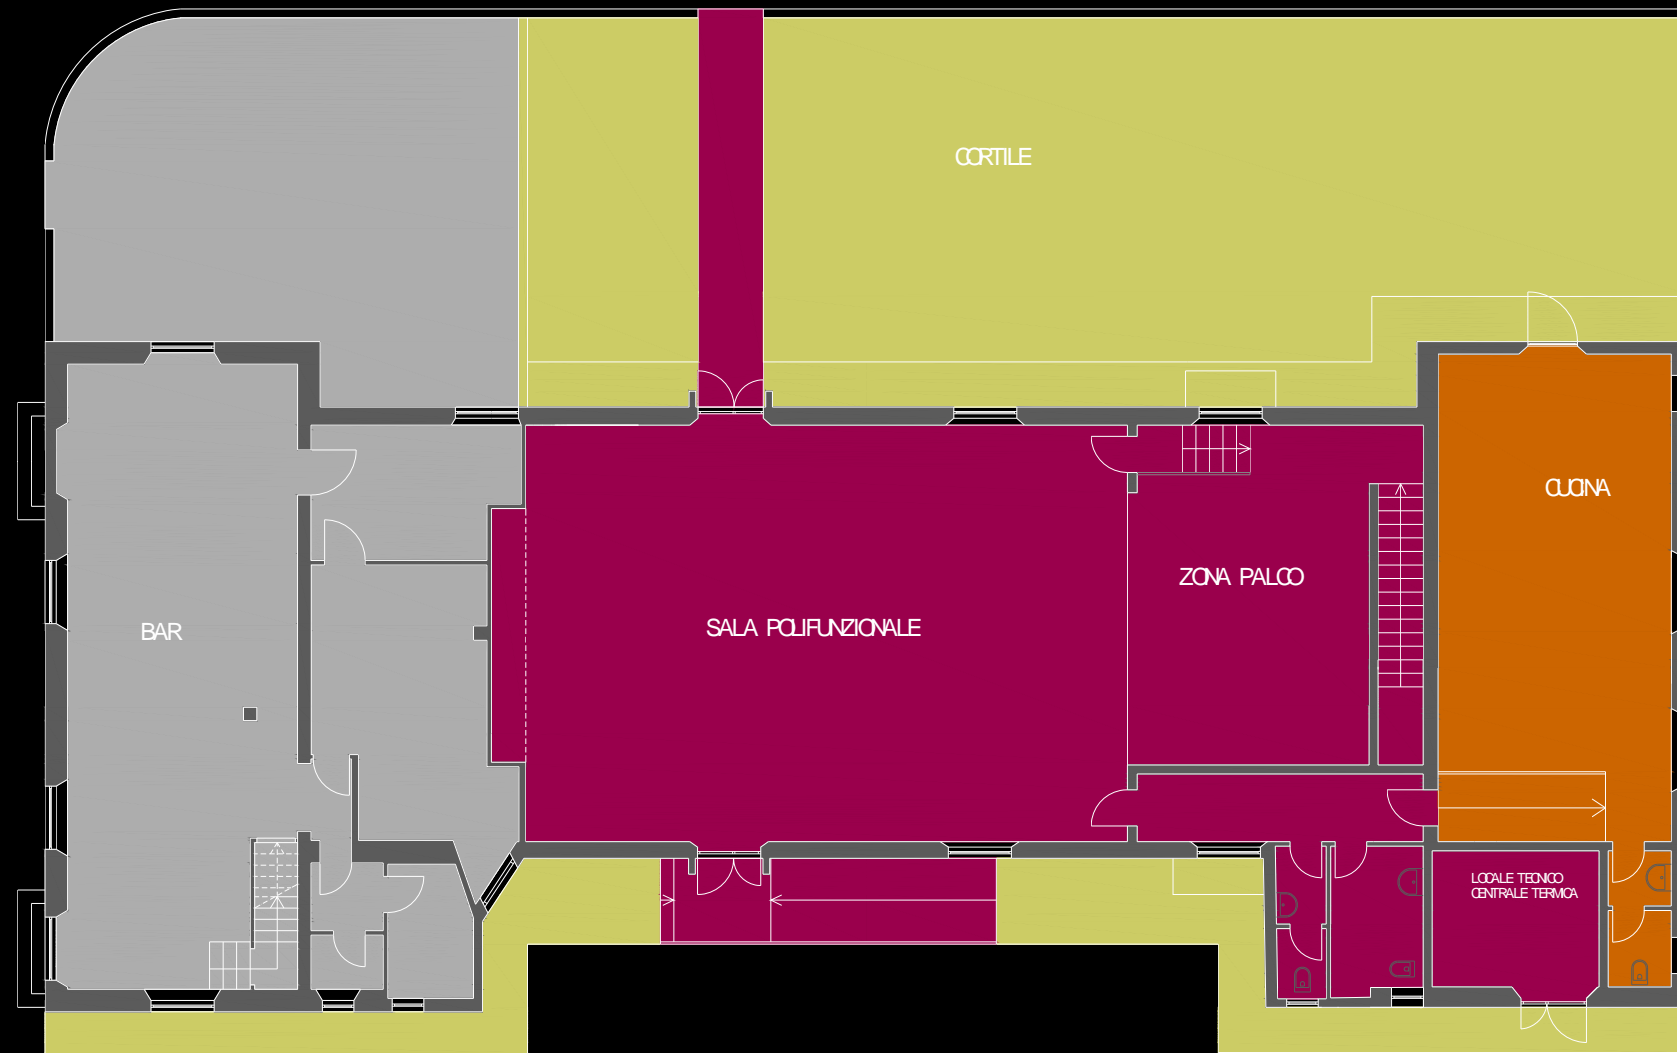 CORTILE
CUCINA
ZONA PALCO
SALA POLIFUNZIONALE
BAR
LOCALE TECNICO
CENTRALE TERMICA